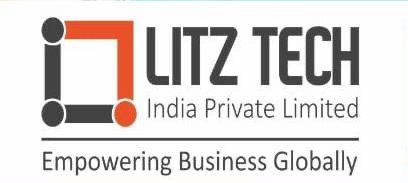 LITZ TECH
India Private Limited
Empowering Business Globally